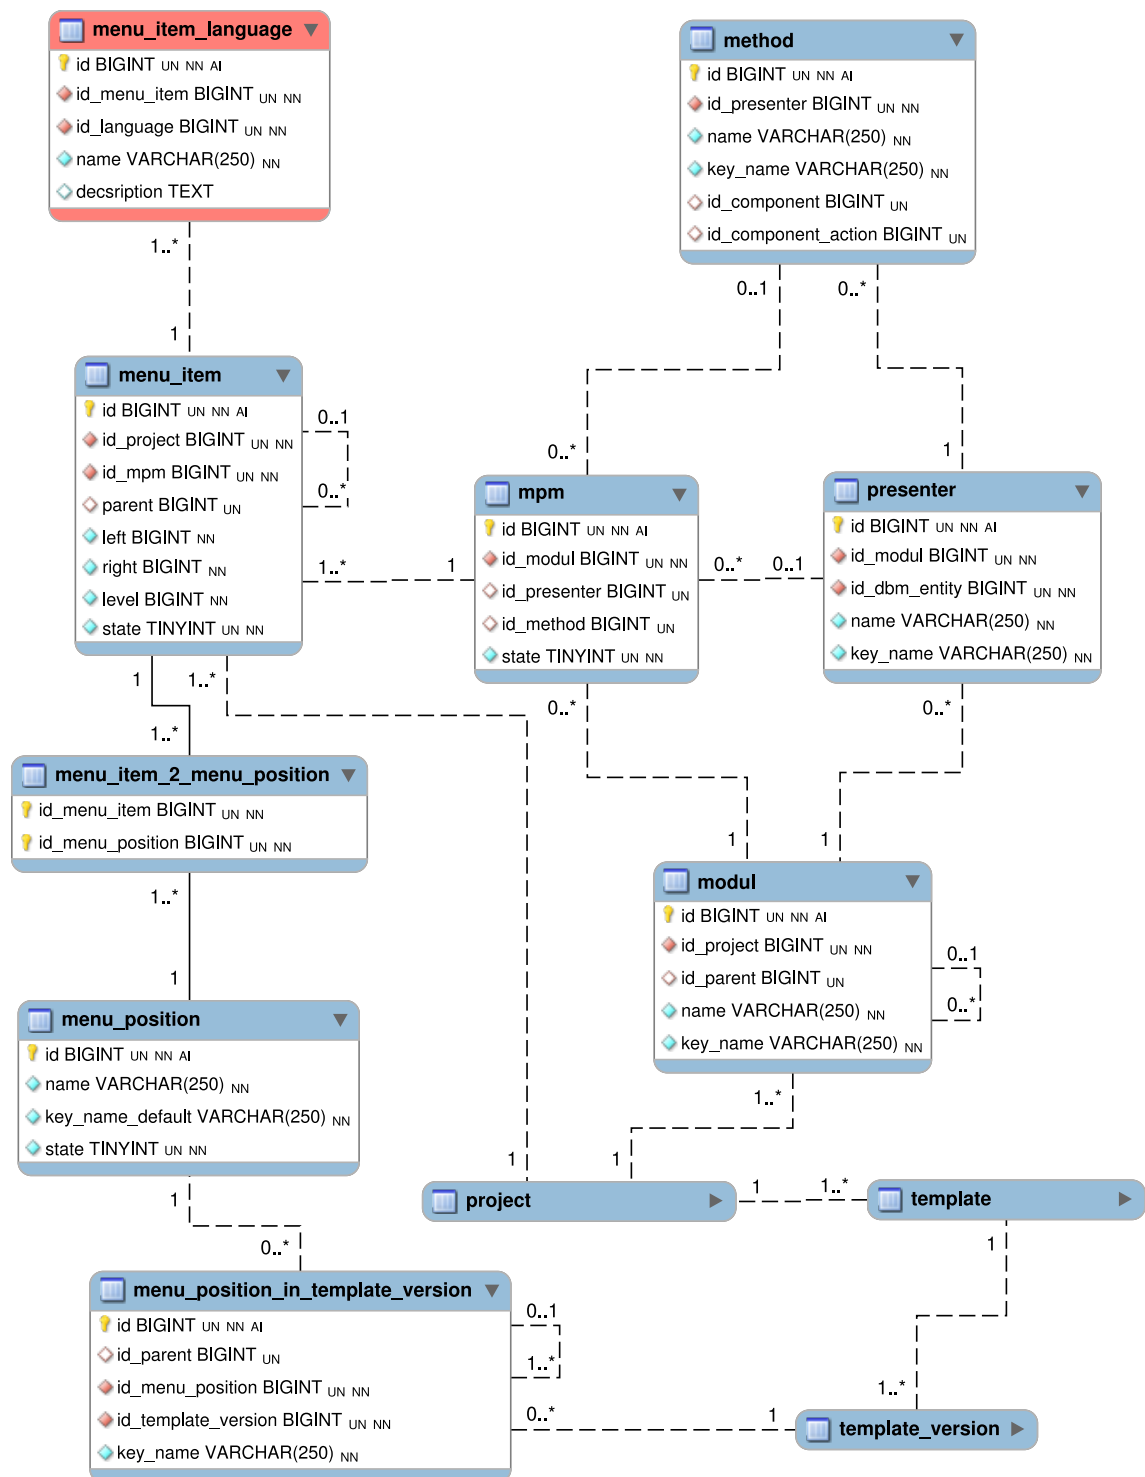 menu_item_language
id BIGINT UN NN AI
id_menu_item BIGINT UN NN
id_language BIGINT UN NN
name VARCHAR(250) NN
decsription TEXT
1..*
1
method
id BIGINT UN NN AI
id_presenter BIGINT UN NN
name VARCHAR(250) NN
key_name VARCHAR(250) NN
id_component BIGINT UN
id_component_action BIGINT UN
0..1
0..*
0..*
1
menu_item
id BIGINT UN NN AI
id_project BIGINT UN NN
id_mpm BIGINT UN NN
parent BIGINT UN
left BIGINT NN
right BIGINT NN
level BIGINT NN
state TINYINT UN NN
0..1
0..*
1..*
1
mpm
id BIGINT UN NN AI
id_modul BIGINT UN NN
id_presenter BIGINT UN
id_method BIGINT UN
state TINYINT UN NN
0..*
0..1
presenter
id BIGINT UN NN AI
id_modul BIGINT UN NN
id_dbm_entity BIGINT UN NN
name VARCHAR(250) NN
key_name VARCHAR(250) NN
1
1..*
0..*
0..*
1..*
menu_item_2_menu_position
id_menu_item BIGINT UN NN
id_menu_position BIGINT UN NN
1
1
modul
id BIGINT UN NN AI
id_project BIGINT UN NN
id_parent BIGINT UN
name VARCHAR(250) NN
key_name VARCHAR(250) NN
0..1
0..*
1..*
1
menu_position
id BIGINT UN NN AI
name VARCHAR(250) NN
key_name_default VARCHAR(250) NN
state TINYINT UN NN
1..*
1
1
project
1
1..*
template
1
0..*
1
menu_position_in_template_version
id BIGINT UN NN AI
id_parent BIGINT UN
id_menu_position BIGINT UN NN
id_template_version BIGINT UN NN
key_name VARCHAR(250) NN
0..1
1..*
0..*
1
1..*
template_version